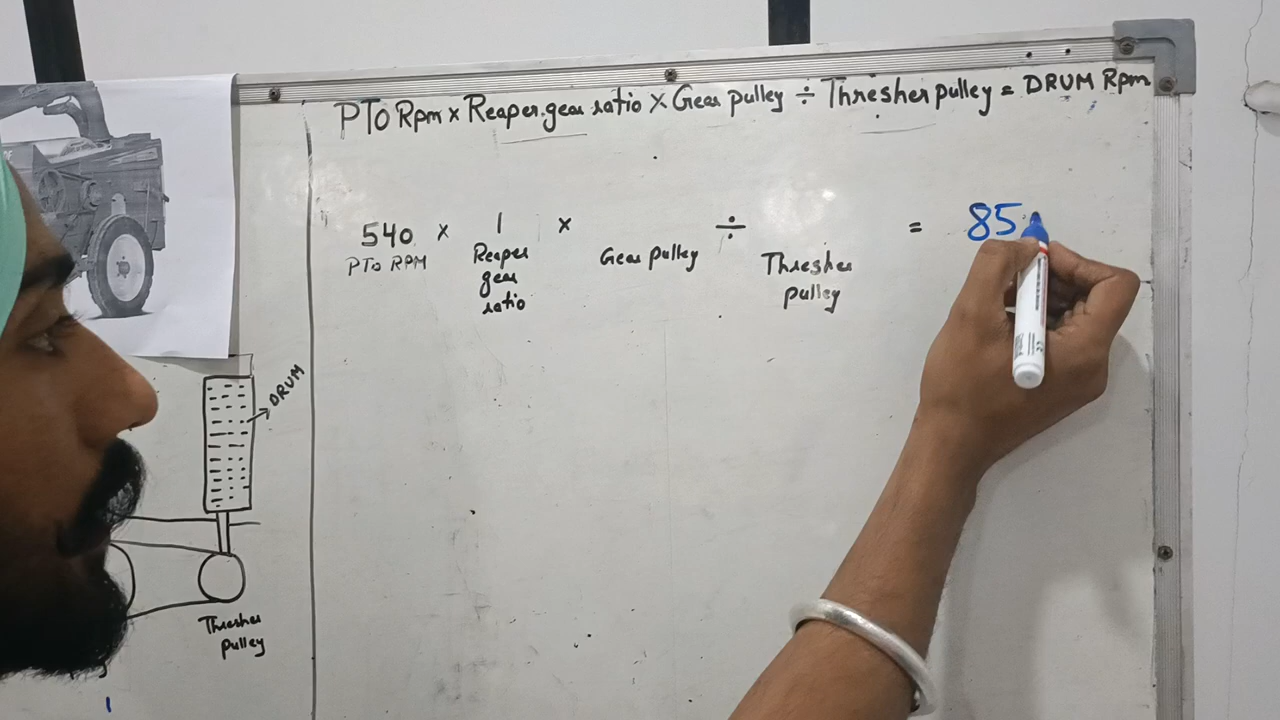 PTO Rpm x Reaper gear ratio x Gear pulley ÷ Thresher pulley = DRUM Rpm
540 x 1 x ÷ = 85
PTO RPM
Reaper
gear
ratio
Gear pulley
Thresher
pulley
DRUM
Thresher
pulley